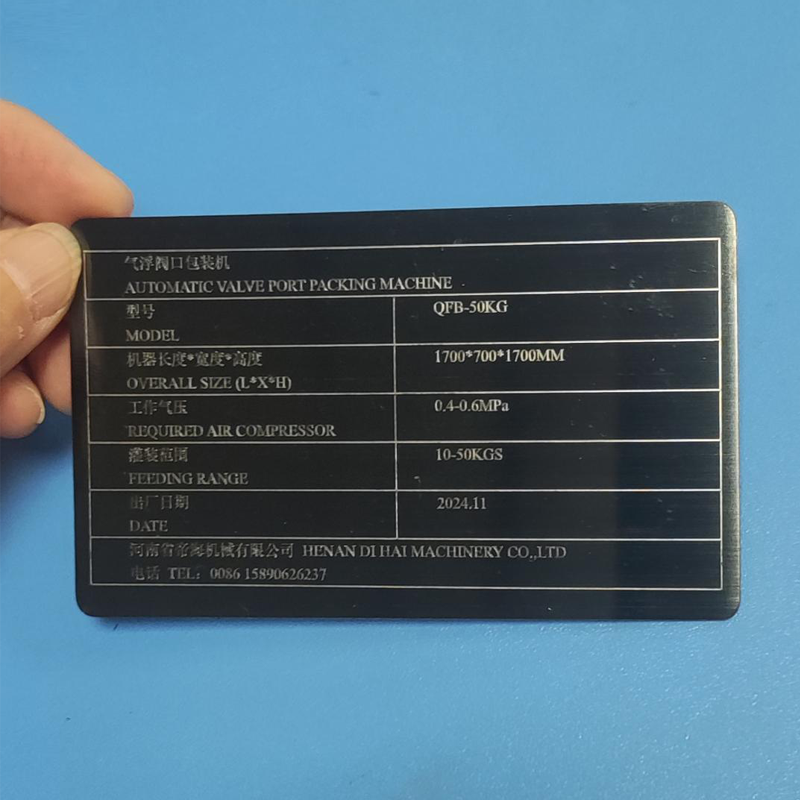 气浮阀口包装机
AUTOMATIC VALVE PORT PACKING MACHINE
型号
MODEL
QFB-50KG
机器长度*宽度*高度
OVERALL SIZE (L*X*H)
1700*700*1700MM
工作气压
REQUIRED AIR COMPRESSOR
0.4-0.6MPa
灌装范围
FEEDING RANGE
10-50KGS
出厂日期
DATE
2024.11
河南省帝海机械有限公司 HENAN DI HAI MACHINERY CO.,LTD
电话 TEL：0086 15890626237